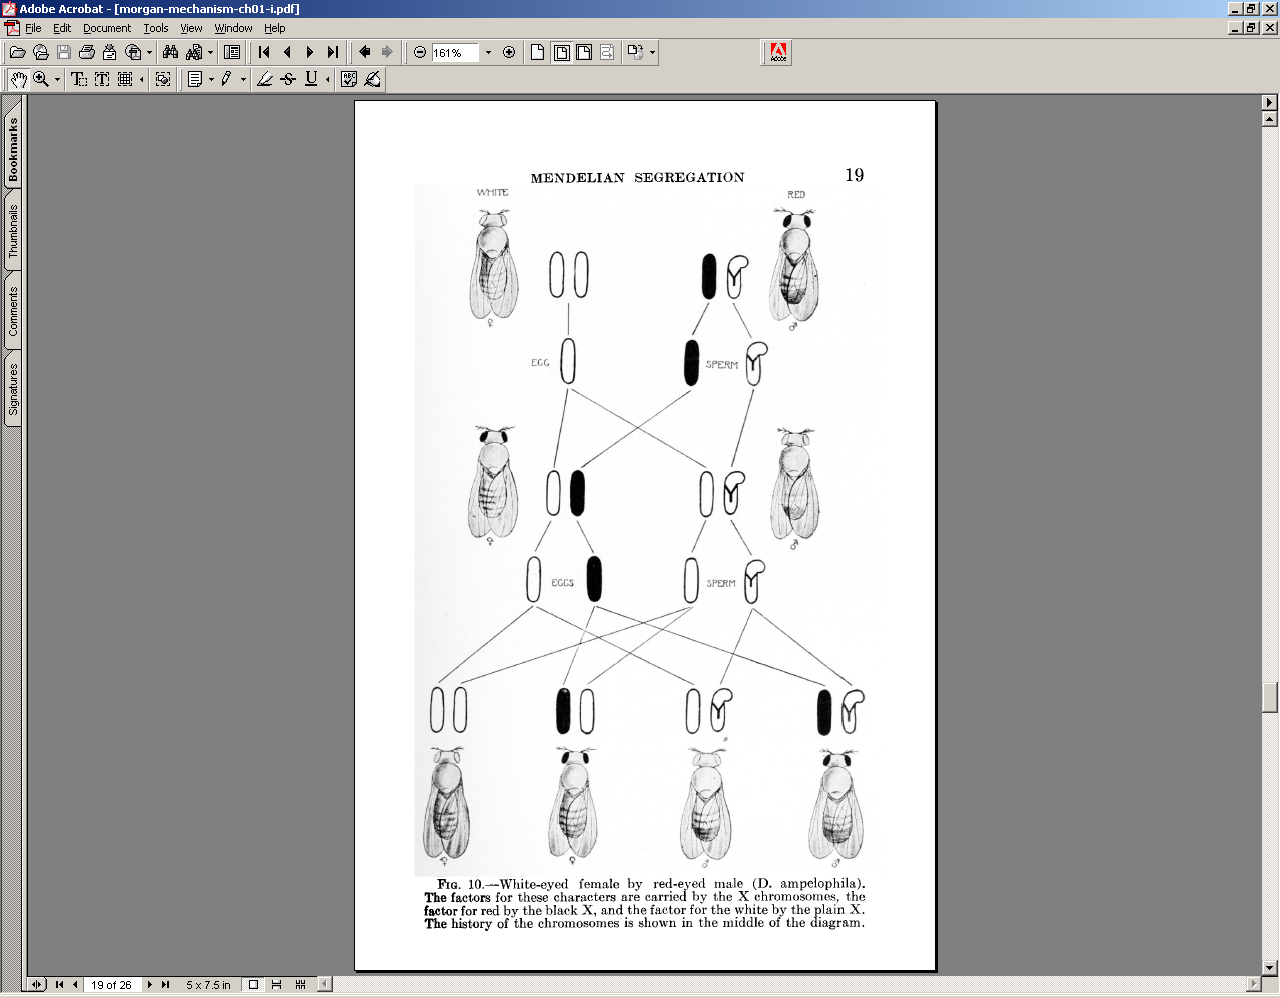 Adobe Acrobat - [morgan-mechanism-ch01-i.pdf]
File Edit Document Tools View Window Help
161%
Adobe
Bookmarks
Thumbnails
Comments
Signatures
MENDELIAN SEGREGATION 19
WHITE RED
♀ ♂
EGG SPERM
♀ ♂
EGGS SPERM
♀ ♀ ♂ ♂
FIG. 10.—White-eyed female by red-eyed male (D. ampelophila).
The factors for these characters are carried by the X chromosomes, the
factor for red by the black X, and the factor for the white by the plain X.
The history of the chromosomes is shown in the middle of the diagram.
19 of 26 5 x 7.5 in